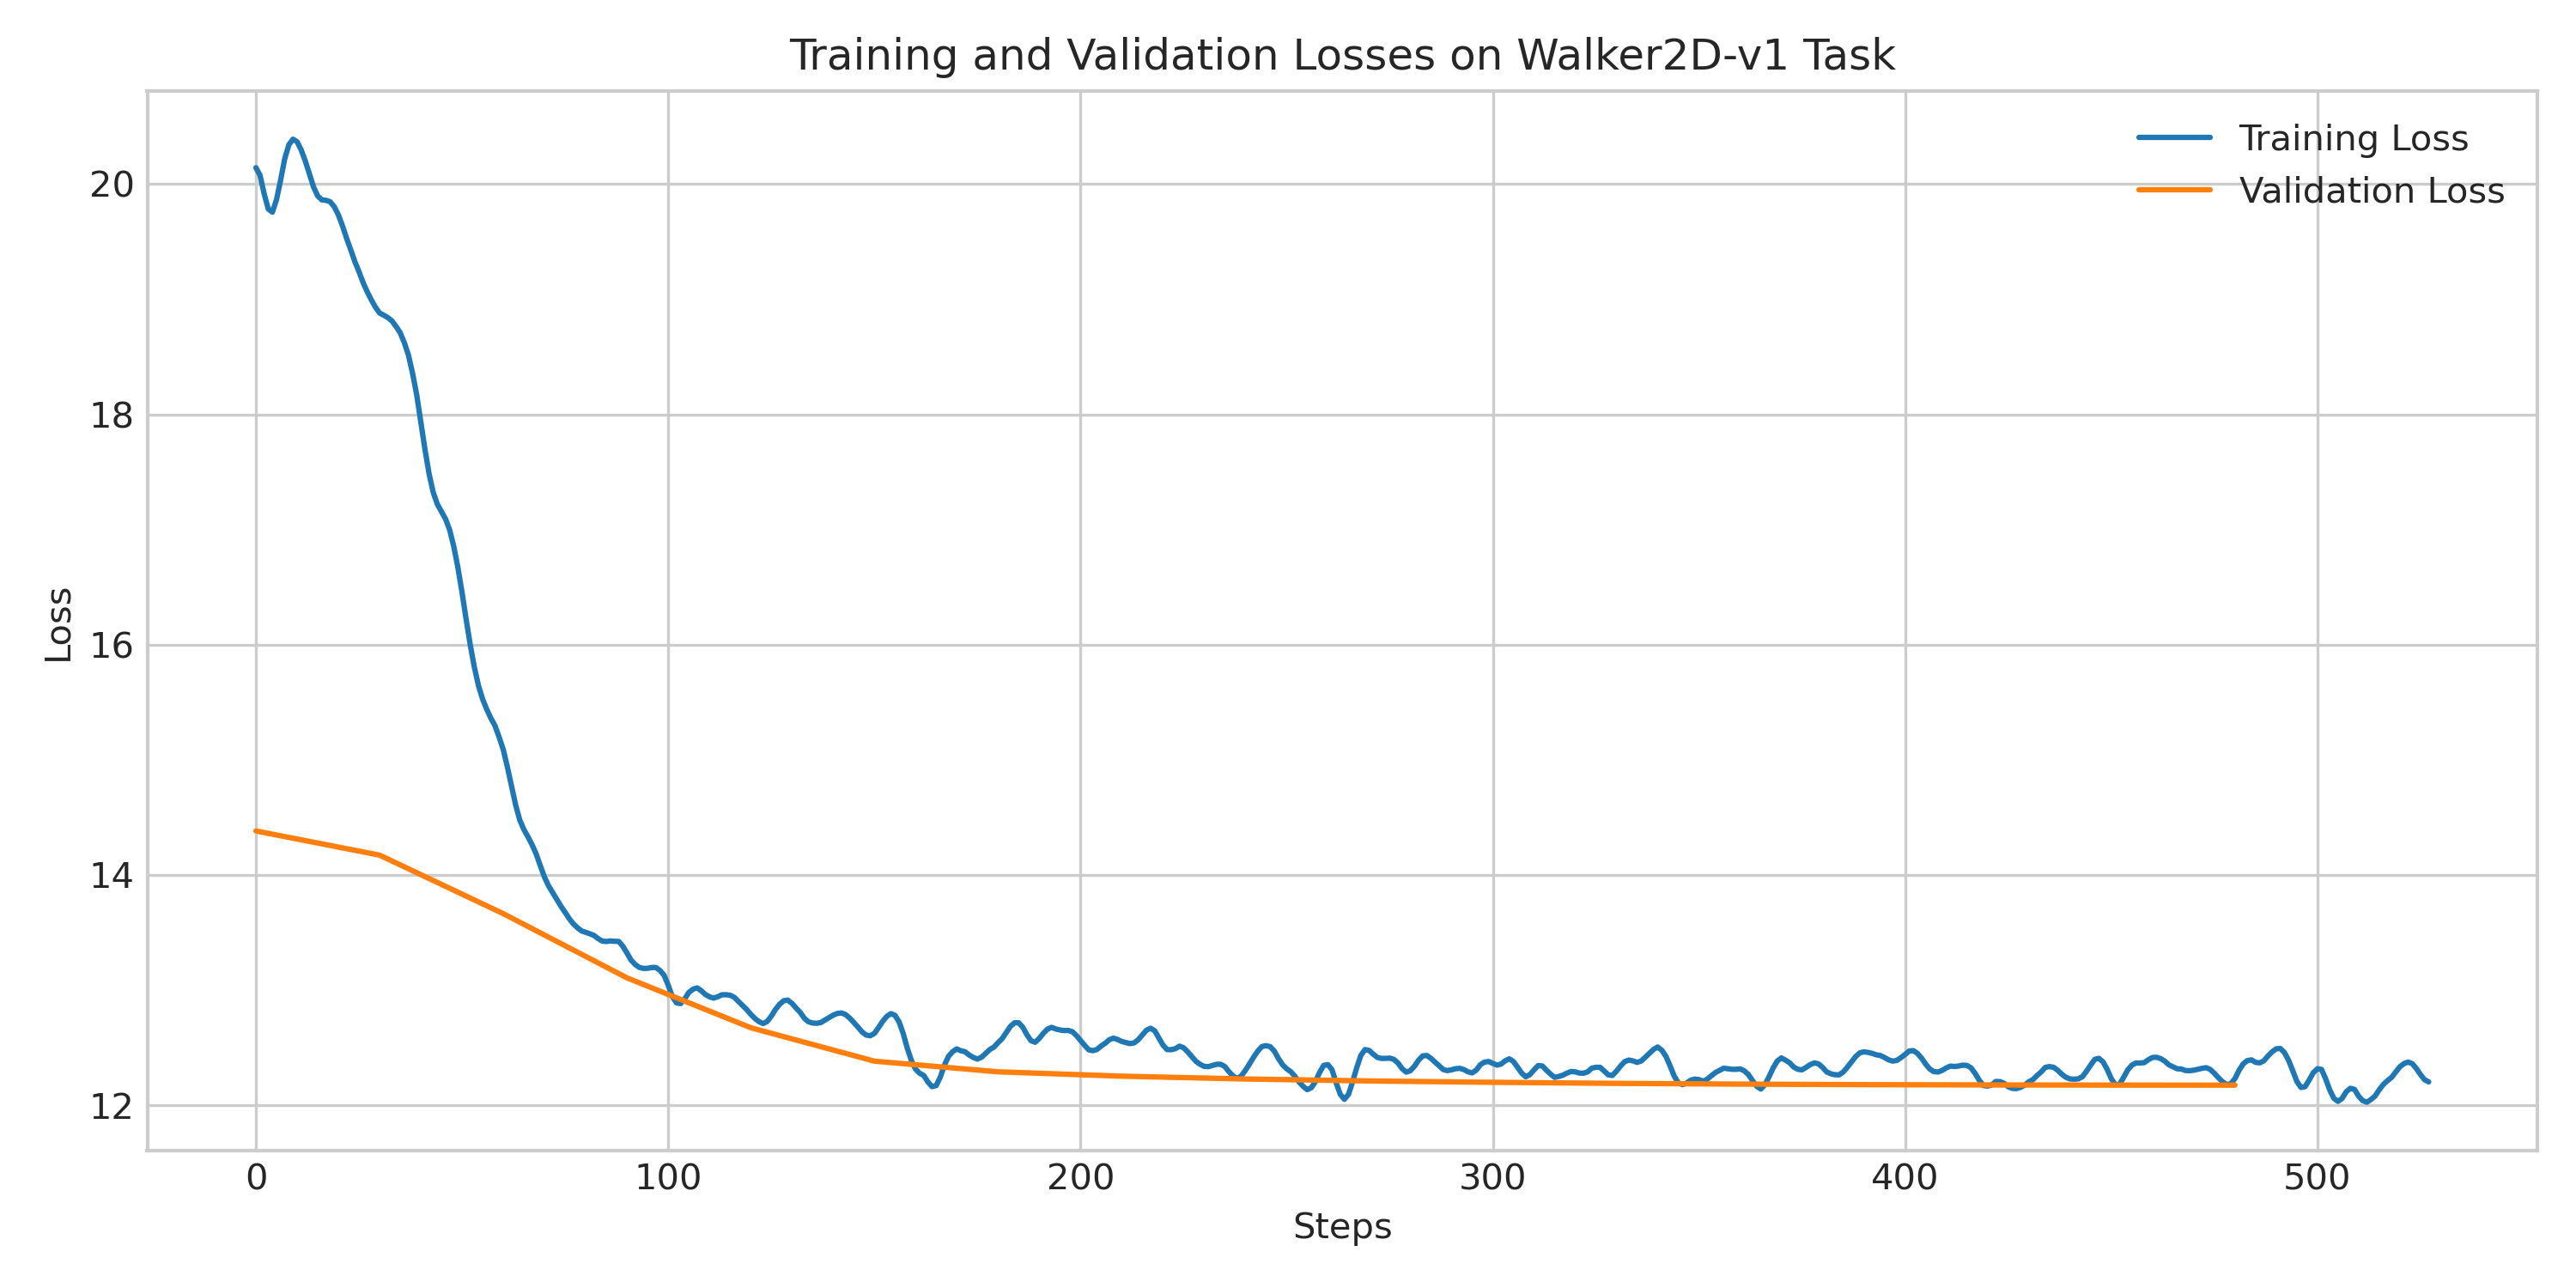 Training and Validation Losses on Walker2D-v1 Task
Training Loss
Validation Loss
20
18
16
14
12
Loss
0 100 200 300 400 500
Steps